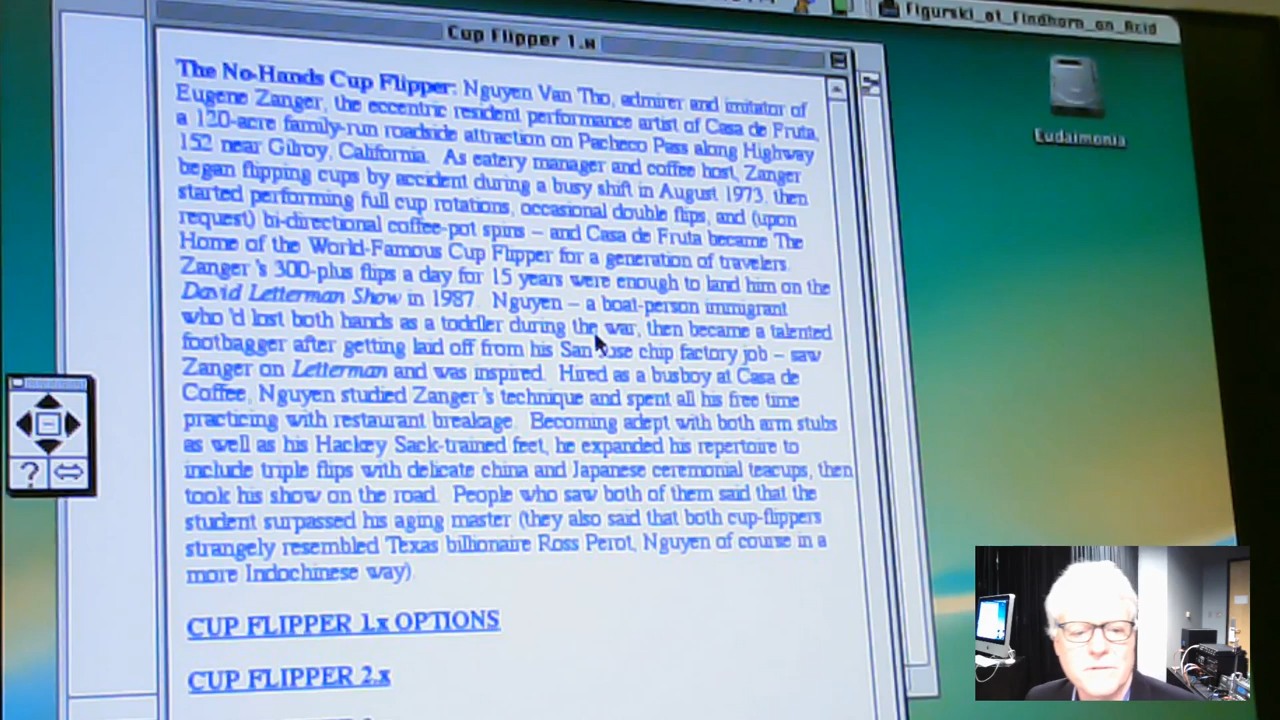 Figurski_at_Findhorn_on_Acid
Cup Flipper 1.x
The No-Hands Cup Flipper: Nguyen Van Tho, admirer and imitator of
Eugene Zanger, the eccentric resident performance artist of Casa de Fruta,
a 120-acre family-run roadside attraction on Pacheco Pass along Highway
152 near Gilroy, California. As eatery manager and coffee host, Zanger
began flipping cups by accident during a busy shift in August 1973, then
started performing full cup rotations, occasional double flips, and (upon
request) bi-directional coffee-pot spins – and Casa de Fruta became The
Home of the World-Famous Cup Flipper for a generation of travelers.
Zanger's 300-plus flips a day for 15 years were enough to land him on the
David Letterman Show in 1987. Nguyen – a boat-person immigrant
who'd lost both hands as a toddler during the war, then became a talented
footbagger after getting laid off from his San Jose chip factory job – saw
Zanger on Letterman and was inspired. Hired as a busboy at Casa de
Coffee, Nguyen studied Zanger's technique and spent all his free time
practicing with restaurant breakage. Becoming adept with both arm stubs
as well as his Hackey Sack-trained feet, he expanded his repertoire to
include triple flips with delicate china and Japanese ceremonial teacups, then
took his show on the road. People who saw both of them said that the
student surpassed his aging master (they also said that both cup-flippers
strangely resembled Texas billionaire Ross Perot, Nguyen of course in a
more Indochinese way).
CUP FLIPPER 1.x OPTIONS
CUP FLIPPER 2.x
Eudaimonia
?